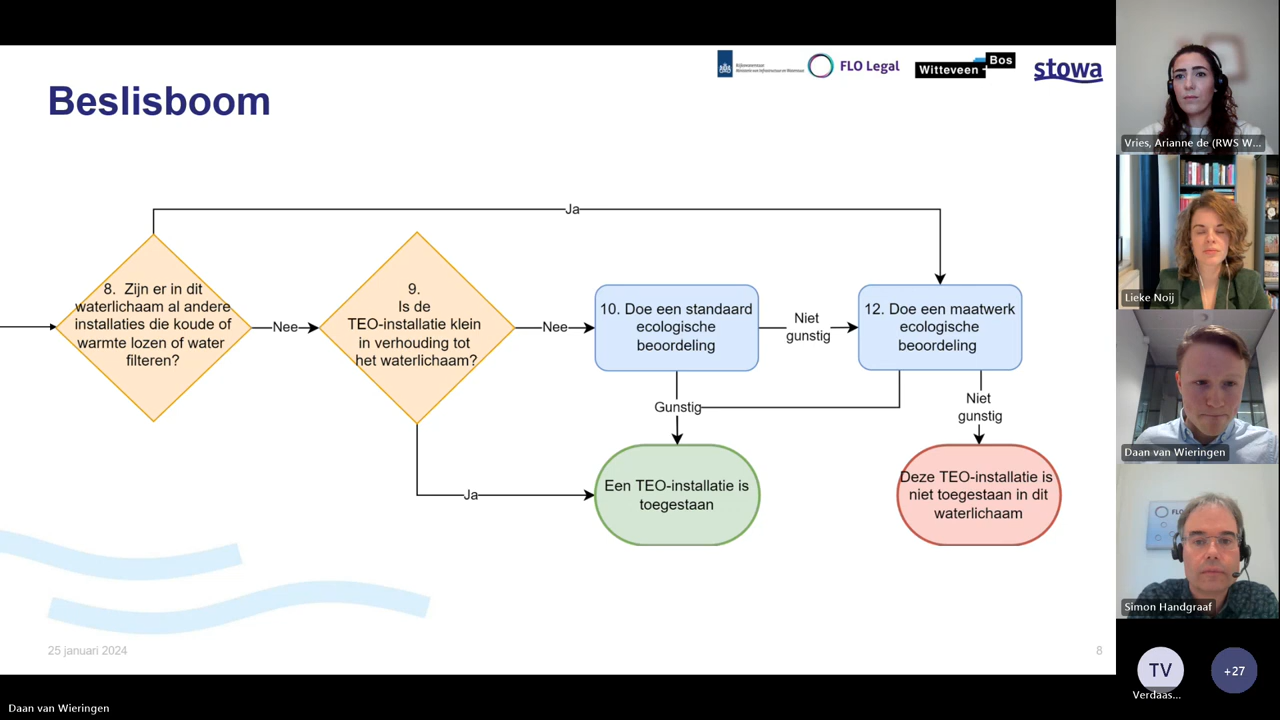 Beslisboom
FLO Legal
Witteveen
Bos
stowa
Ja
8. Zijn er in dit
waterlichaam al andere
installaties die koude of
warmte lozen of water
filteren?
Nee
9.
Is de
TEO-installatie klein
in verhouding tot
het waterlichaam?
Nee
10. Doe een standaard
ecologische
beoordeling
Niet
gunstig
12. Doe een maatwerk
ecologische
beoordeling
Gunstig
Niet
gunstig
Ja
Een TEO-installatie is
toegestaan
Deze TEO-installatie is
niet toegestaan in dit
waterlichaam
25 januari 2024
8
Daan van Wieringen
Vries, Arianne de (RWS W...
Lieke Noij
Daan van Wieringen
FLO
Simon Handgraaf
TV
Verdaas...
+27